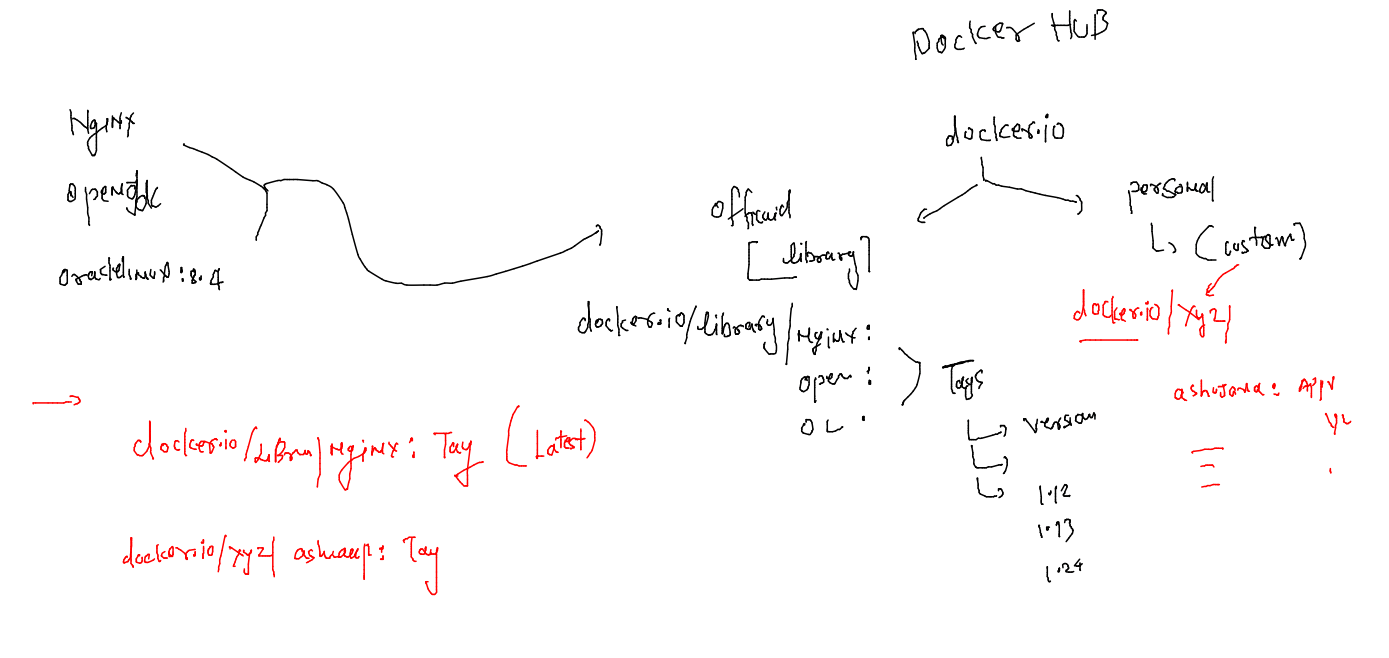 Docker HUB
Nginx
docker.io
openJdk
personal
official
↳ (custom)
[library]
oraclelinux:8.4
docker.io/xyz/
docker.io/library/Nginx:
open:
Tags
ashujava: Appv
OL:
version
docker.io/LiBra/Nginx: Tag (Latest)
1.12
1.13
docker.io/xyz/ ashuapp: Tag
1.24